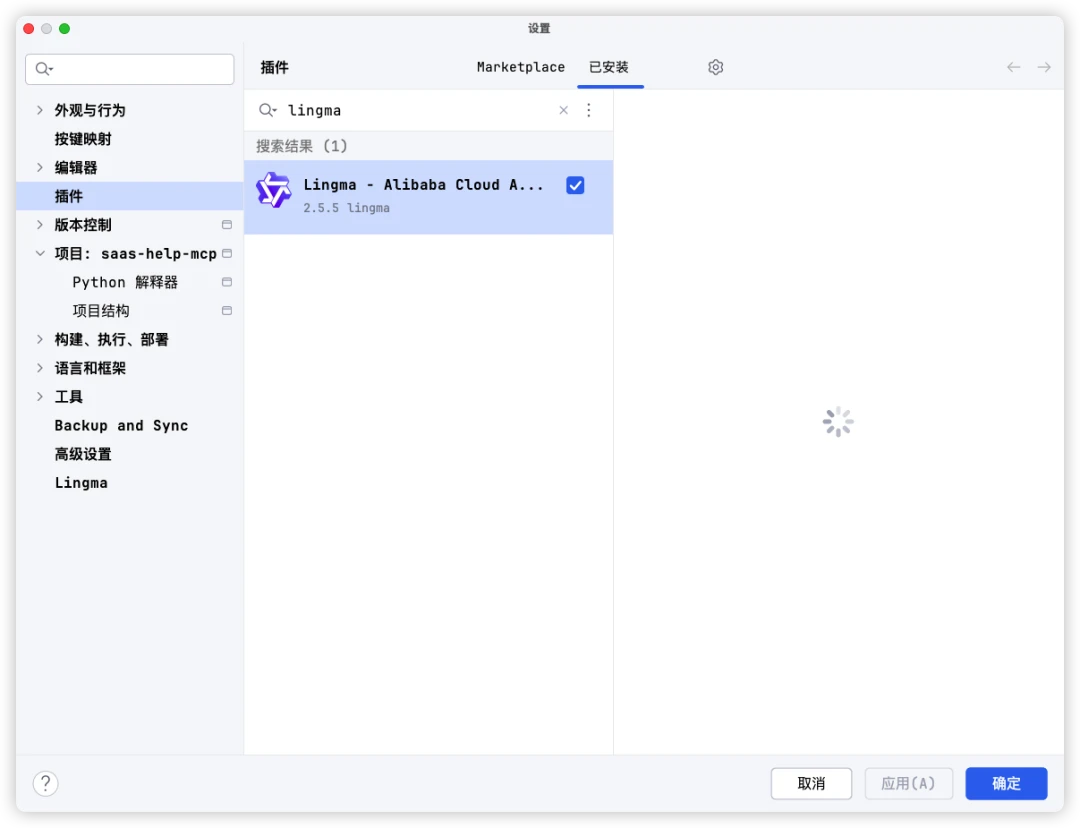 设置
插件
Marketplace
已安装
外观与行为
按键映射
编辑器
插件
版本控制
项目: saas-help-mcp
Python 解释器
项目结构
构建、执行、部署
语言和框架
工具
Backup and Sync
高级设置
Lingma
lingma
搜索结果 (1)
Lingma - Alibaba Cloud A...
2.5.5 lingma
?
取消
应用(A)
确定